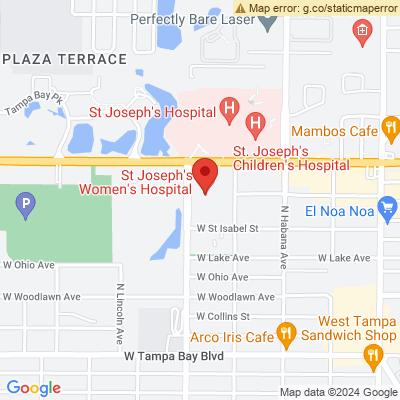 Map error: g.co/staticmaperror
Perfectly Bare Laser
PLAZA TERRACE
Tampa Bay Pk
St Joseph's Hospital
H
H
Mambos Cafe
St. Joseph's
Children's Hospital
St Joseph's
Women's Hospital
P
El Noa Noa
W St Isabel St
N Habana Ave
W Ohio Ave
W Lake Ave
W Lake Ave
W Ohio Ave
N Lincoln Ave
W Woodlawn Ave
W Woodlawn Ave
W Collins St
Arco Iris Cafe
West Tampa
Sandwich Shop
W Tampa Bay Blvd
Google
Map data ©2024 Google